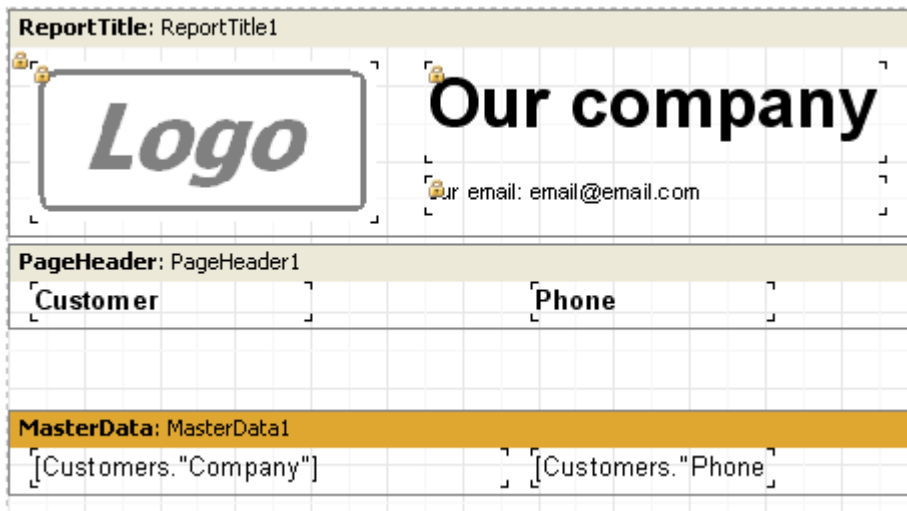 ReportTitle: ReportTitle1
Logo
Our company
ur email: email@email.com
PageHeader: PageHeader1
Customer Phone
MasterData: MasterData1
[Customers."Company"] [Customers."Phone